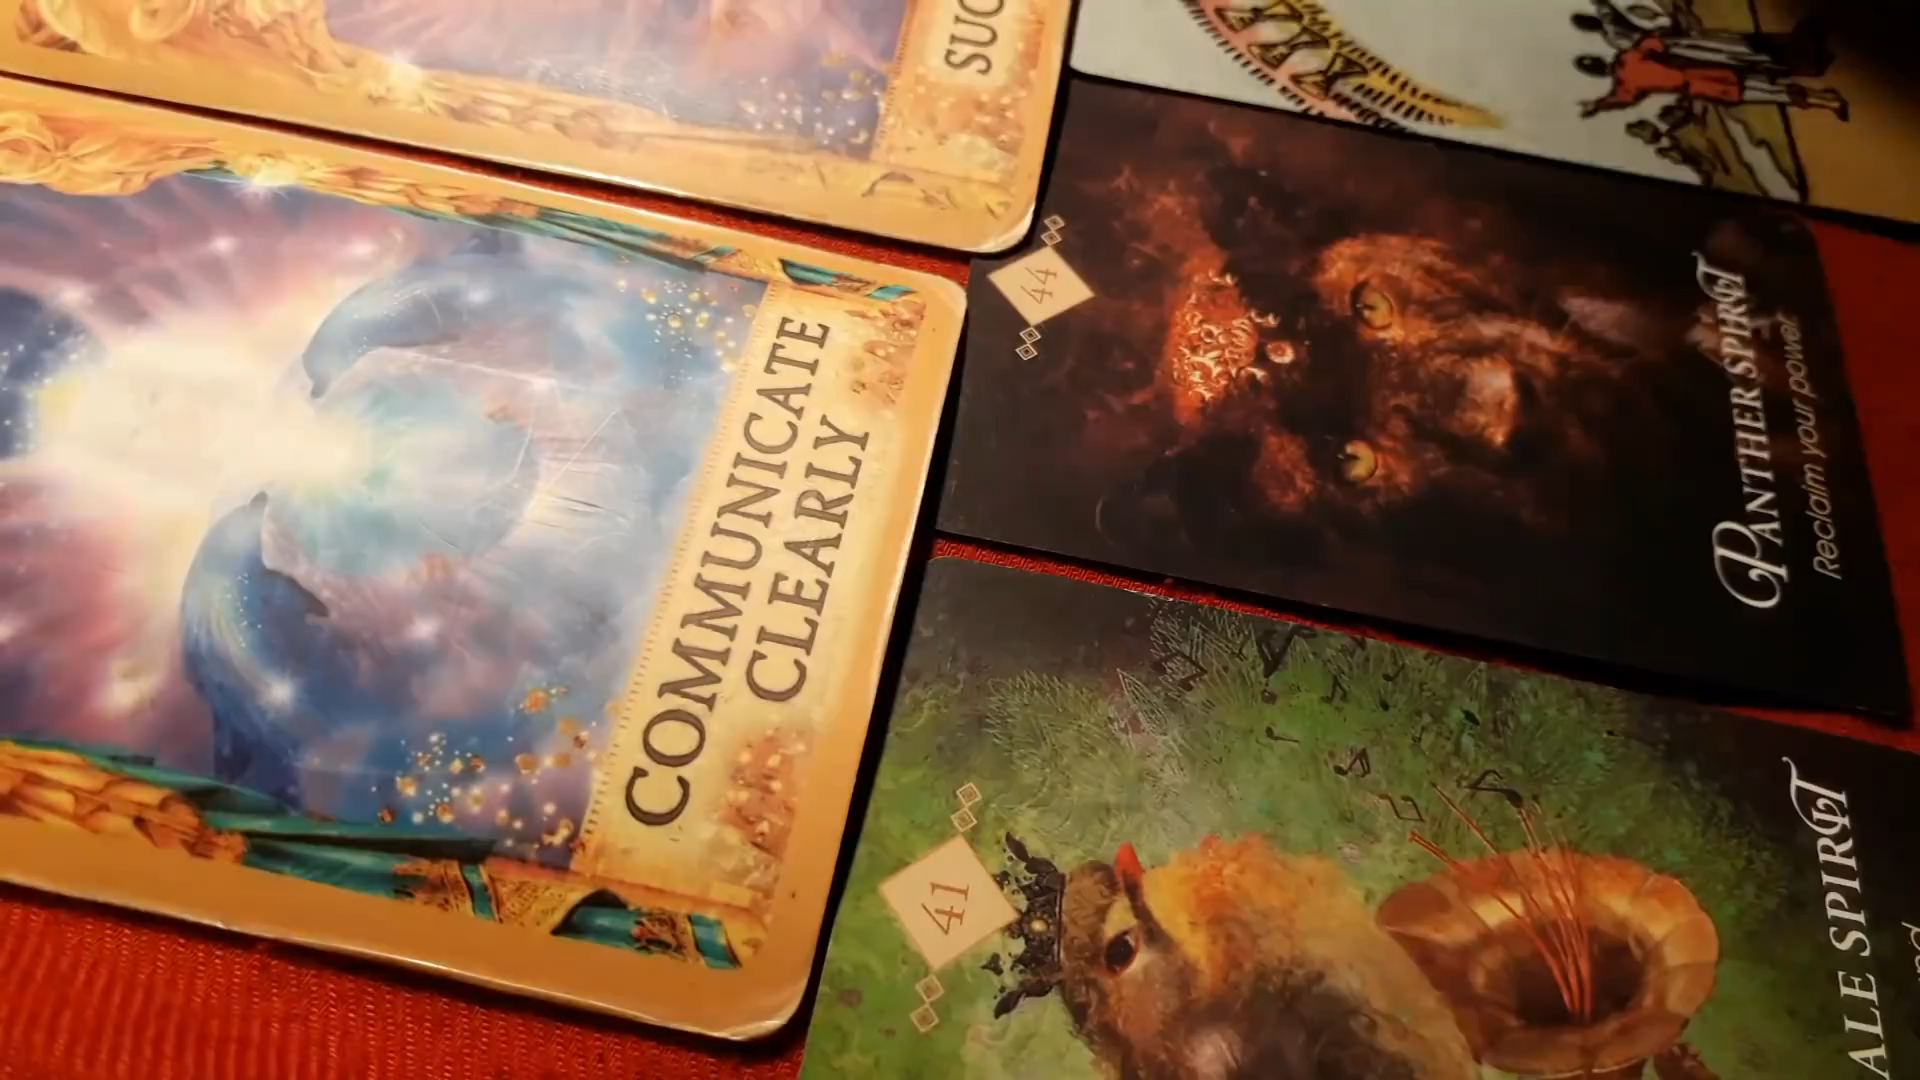 SUC
COMMUNICATE
CLEARLY
44
PANTHER SPIRIT
Reclaim your power.
41
ALE SPIRIT